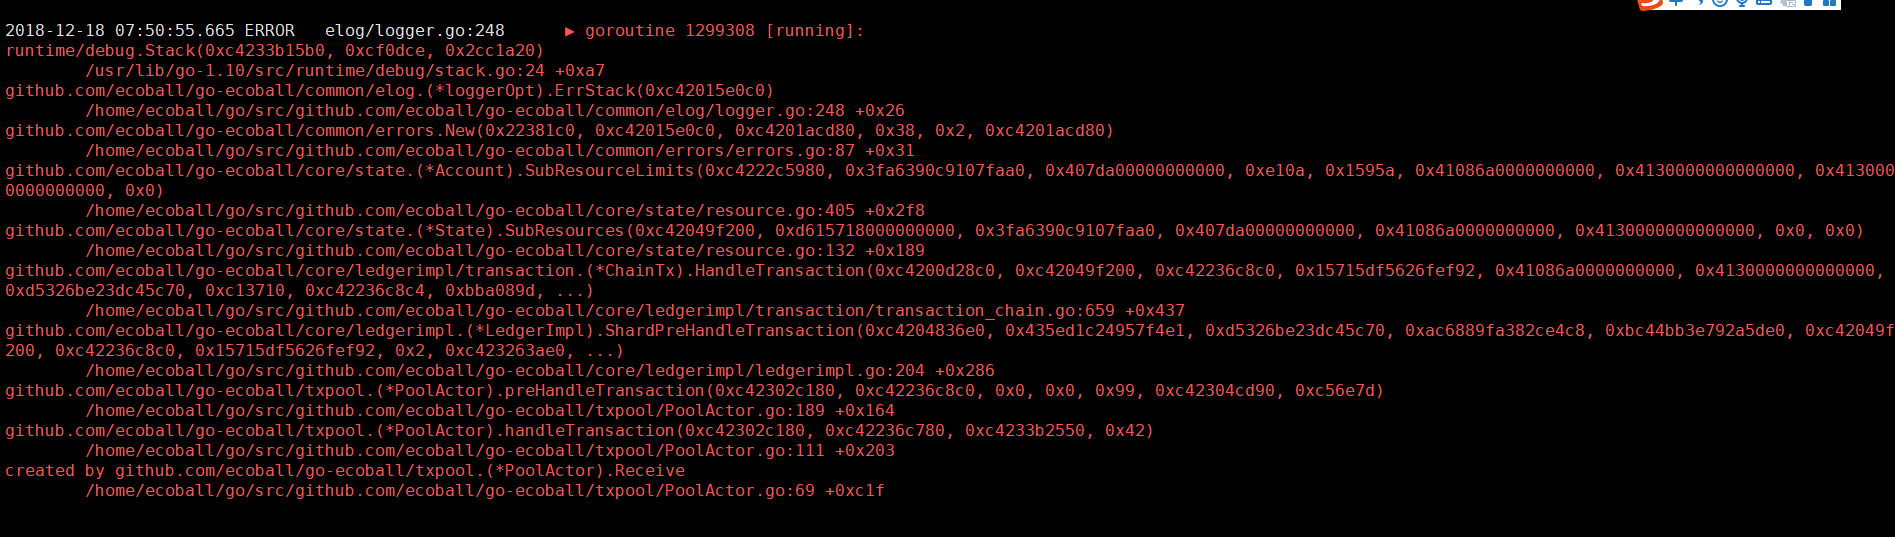 2018-12-18 07:50:55.665 ERROR   elog/logger.go:248      ▶ goroutine 1299308 [running]:
runtime/debug.Stack(0xc4233b15b0, 0xcf0dce, 0x2cc1a20)
        /usr/lib/go-1.10/src/runtime/debug/stack.go:24 +0xa7
github.com/ecoball/go-ecoball/common/elog.(*loggerOpt).ErrStack(0xc42015e0c0)
        /home/ecoball/go/src/github.com/ecoball/go-ecoball/common/elog/logger.go:248 +0x26
github.com/ecoball/go-ecoball/common/errors.New(0x22381c0, 0xc42015e0c0, 0xc4201acd80, 0x38, 0x2, 0xc4201acd80)
        /home/ecoball/go/src/github.com/ecoball/go-ecoball/common/errors/errors.go:87 +0x31
github.com/ecoball/go-ecoball/core/state.(*Account).SubResourceLimits(0xc4222c5980, 0x3fa6390c9107faa0, 0x407da00000000000, 0xe10a, 0x1595a, 0x41086a0000000000, 0x4130000000000000, 0x413000
0000000000, 0x0)
        /home/ecoball/go/src/github.com/ecoball/go-ecoball/core/state/resource.go:405 +0x2f8
github.com/ecoball/go-ecoball/core/state.(*State).SubResources(0xc42049f200, 0xd615718000000000, 0x3fa6390c9107faa0, 0x407da00000000000, 0x41086a0000000000, 0x4130000000000000, 0x0, 0x0)
        /home/ecoball/go/src/github.com/ecoball/go-ecoball/core/state/resource.go:132 +0x189
github.com/ecoball/go-ecoball/core/ledgerimpl/transaction.(*ChainTx).HandleTransaction(0xc4200d28c0, 0xc42049f200, 0xc42236c8c0, 0x15715df5626fef92, 0x41086a0000000000, 0x4130000000000000,
0xd5326be23dc45c70, 0xc13710, 0xc42236c8c4, 0xbba089d, ...)
        /home/ecoball/go/src/github.com/ecoball/go-ecoball/core/ledgerimpl/transaction/transaction_chain.go:659 +0x437
github.com/ecoball/go-ecoball/core/ledgerimpl.(*LedgerImpl).ShardPreHandleTransaction(0xc4204836e0, 0x435ed1c24957f4e1, 0xd5326be23dc45c70, 0xac6889fa382ce4c8, 0xbc44bb3e792a5de0, 0xc42049f
200, 0xc42236c8c0, 0x15715df5626fef92, 0x2, 0xc423263ae0, ...)
        /home/ecoball/go/src/github.com/ecoball/go-ecoball/core/ledgerimpl/ledgerimpl.go:204 +0x286
github.com/ecoball/go-ecoball/txpool.(*PoolActor).preHandleTransaction(0xc42302c180, 0xc42236c8c0, 0x0, 0x0, 0x99, 0xc42304cd90, 0xc56e7d)
        /home/ecoball/go/src/github.com/ecoball/go-ecoball/txpool/PoolActor.go:189 +0x164
github.com/ecoball/go-ecoball/txpool.(*PoolActor).handleTransaction(0xc42302c180, 0xc42236c780, 0xc4233b2550, 0x42)
        /home/ecoball/go/src/github.com/ecoball/go-ecoball/txpool/PoolActor.go:111 +0x203
created by github.com/ecoball/go-ecoball/txpool.(*PoolActor).Receive
        /home/ecoball/go/src/github.com/ecoball/go-ecoball/txpool/PoolActor.go:69 +0xc1f